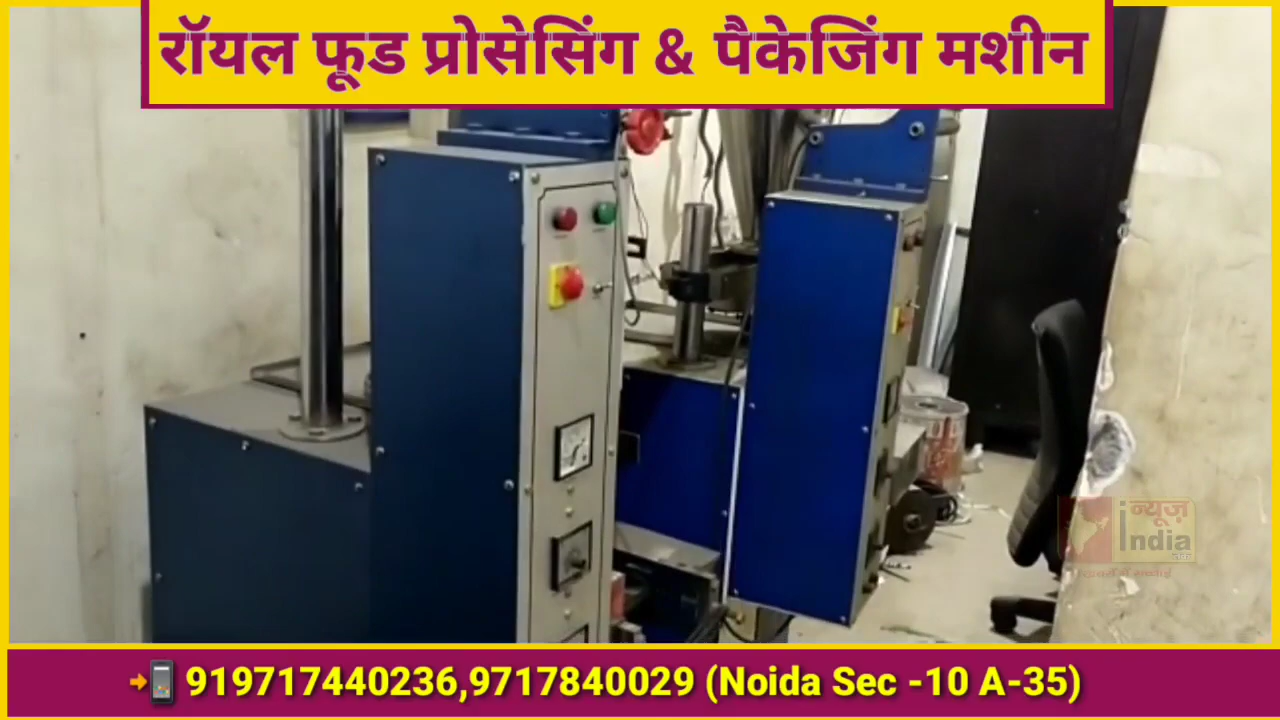 रॉयल फूड प्रोसेसिंग & पैकेजिंग मशीन
न्यूज़
india
919717440236,9717840029 (Noida Sec -10 A-35)